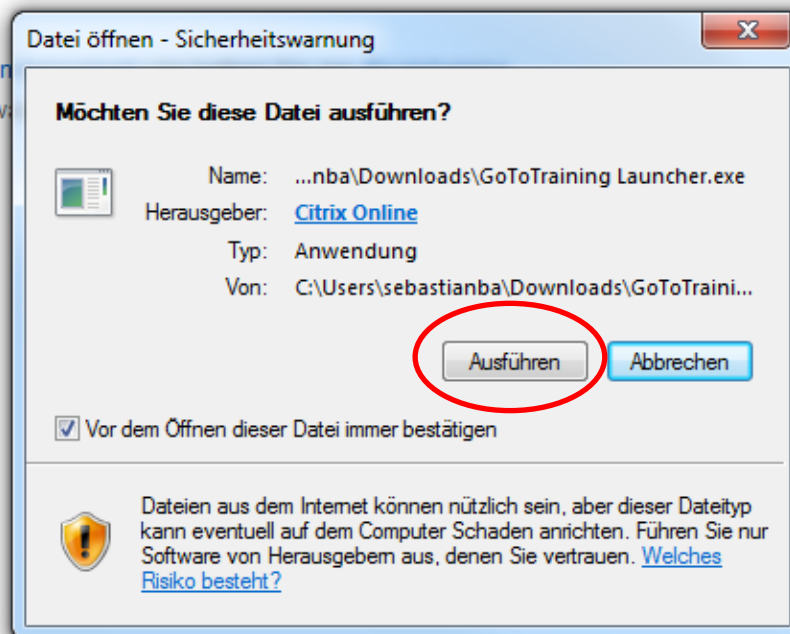 Datei öffnen - Sicherheitswarnung
Möchten Sie diese Datei ausführen?
Name: ...nba\Downloads\GoToTraining Launcher.exe
Herausgeber: Citrix Online
Typ: Anwendung
Von: C:\Users\sebastianba\Downloads\GoToTraini...
Ausführen Abbrechen
Vor dem Öffnen dieser Datei immer bestätigen
Dateien aus dem Internet können nützlich sein, aber dieser Dateityp
kann eventuell auf dem Computer Schaden anrichten. Führen Sie nur
Software von Herausgebern aus, denen Sie vertrauen. Welches
Risiko besteht?